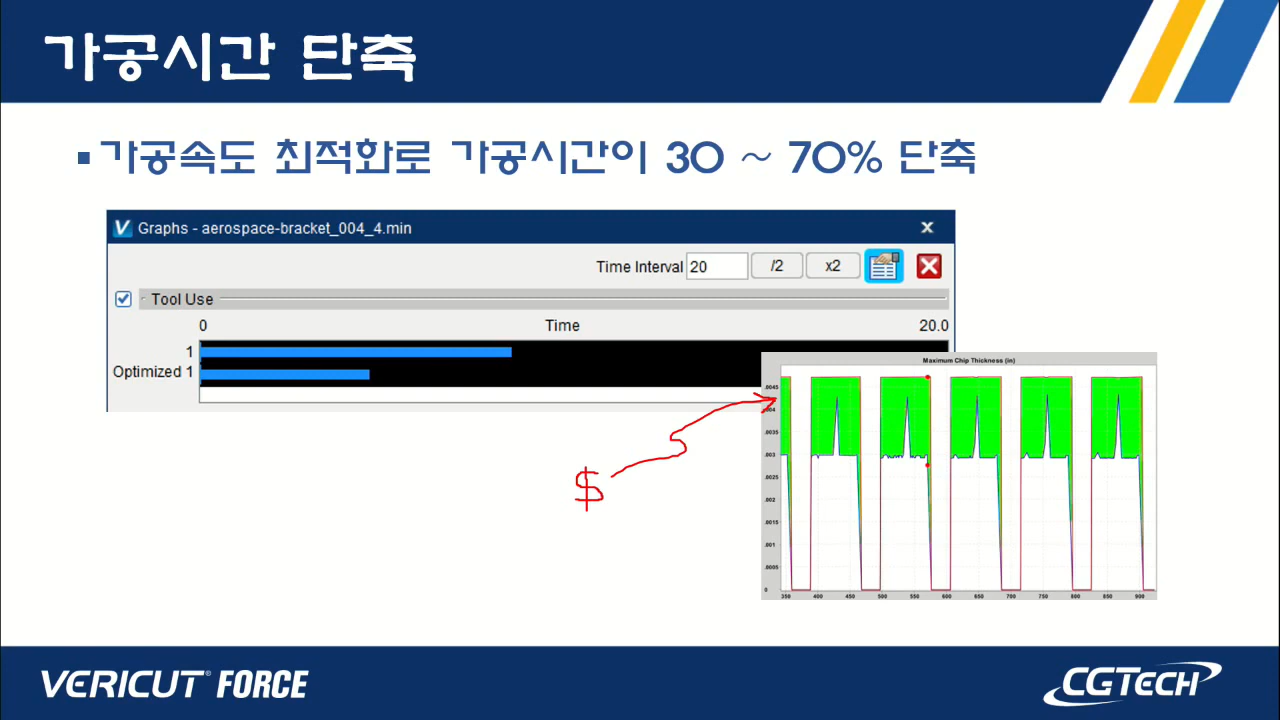 가공시간 단축
▪가공속도 최적화로 가공시간이 30 ~ 70% 단축
V Graphs - aerospace-bracket_004_4.min x
Time Interval 20 /2 x2
Tool Use
0 Time 20.0
1
Optimized 1
Maximum Chip Thickness (in)
.0045
.004
.0035
.003
.0025
.002
.0015
.001
.0005
0
350 400 450 500 550 600 650 700 750 800 850 900
$
VERICUT® FORCE
CGTECH®